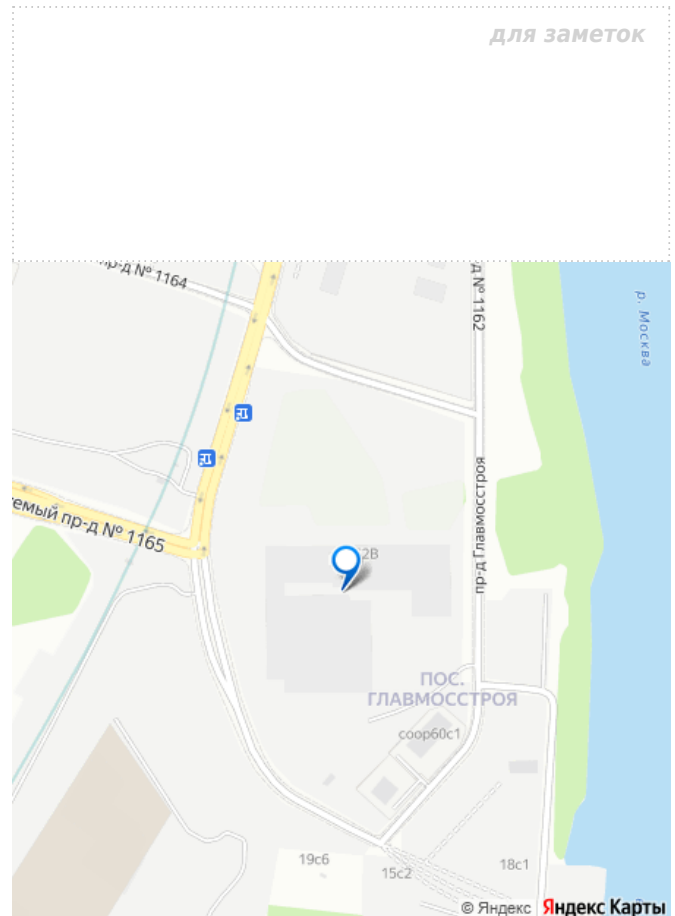 для заметок
пр-д № 1164
д № 1162
р. Москва
пр-д Главмосстроя
емый пр-д № 1165
2В
ПОС.
ГЛАВМОССТРОЯ
соор60с1
19с6
15с2
18с1
© Яндекс Яндекс Карты